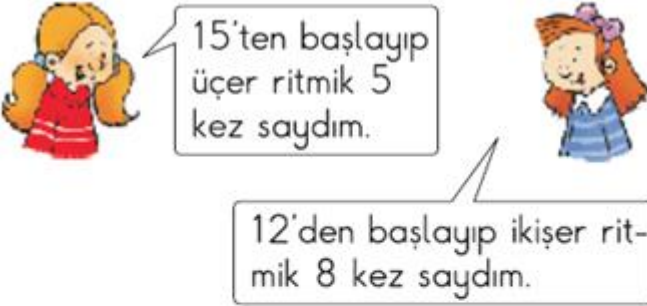 15'ten başlayıp
üçer ritmik 5
kez saydım.
12'den başlayıp ikişer rit-
mik 8 kez saydım.